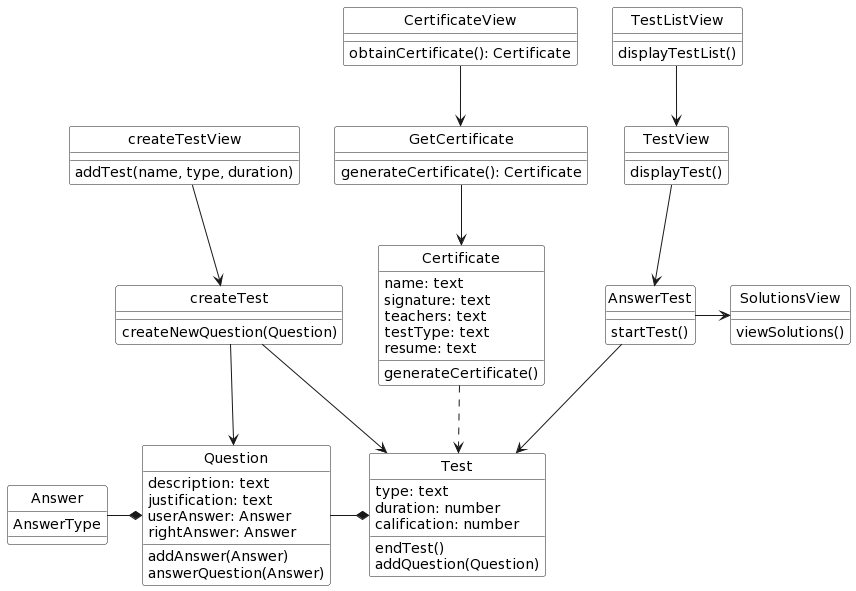 CertificateView
obtainCertificate(): Certificate
TestListView
displayTestList()
createTestView
addTest(name, type, duration)
GetCertificate
generateCertificate(): Certificate
TestView
displayTest()
createTest
createNewQuestion(Question)
Certificate
name: text
signature: text
teachers: text
testType: text
resume: text
generateCertificate()
AnswerTest
startTest()
SolutionsView
viewSolutions()
Answer
AnswerType
Question
description: text
justification: text
userAnswer: Answer
rightAnswer: Answer
addAnswer(Answer)
answerQuestion(Answer)
Test
type: text
duration: number
calification: number
endTest()
addQuestion(Question)